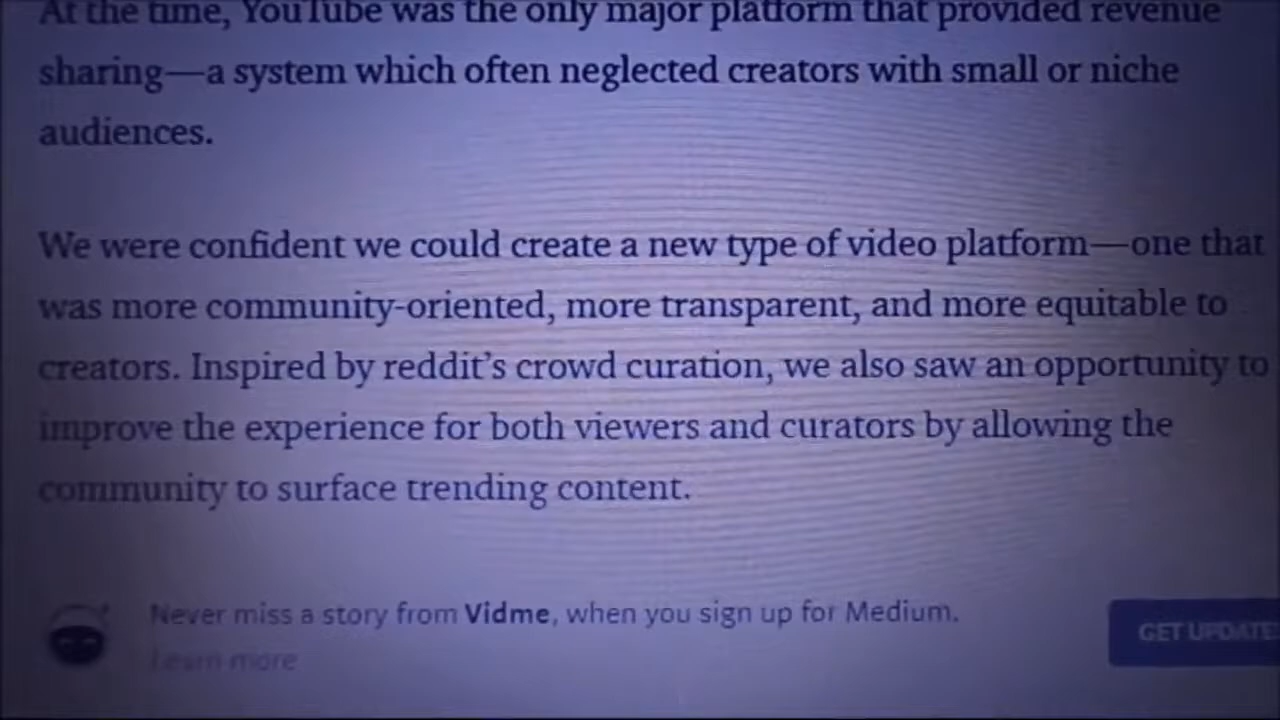 At the time, YouTube was the only major platform that provided revenue
sharing—a system which often neglected creators with small or niche
audiences.
We were confident we could create a new type of video platform—one that
was more community-oriented, more transparent, and more equitable to
creators. Inspired by reddit's crowd curation, we also saw an opportunity to
improve the experience for both viewers and curators by allowing the
community to surface trending content.
Never miss a story from Vidme, when you sign up for Medium.
Learn more
GET UPDATE